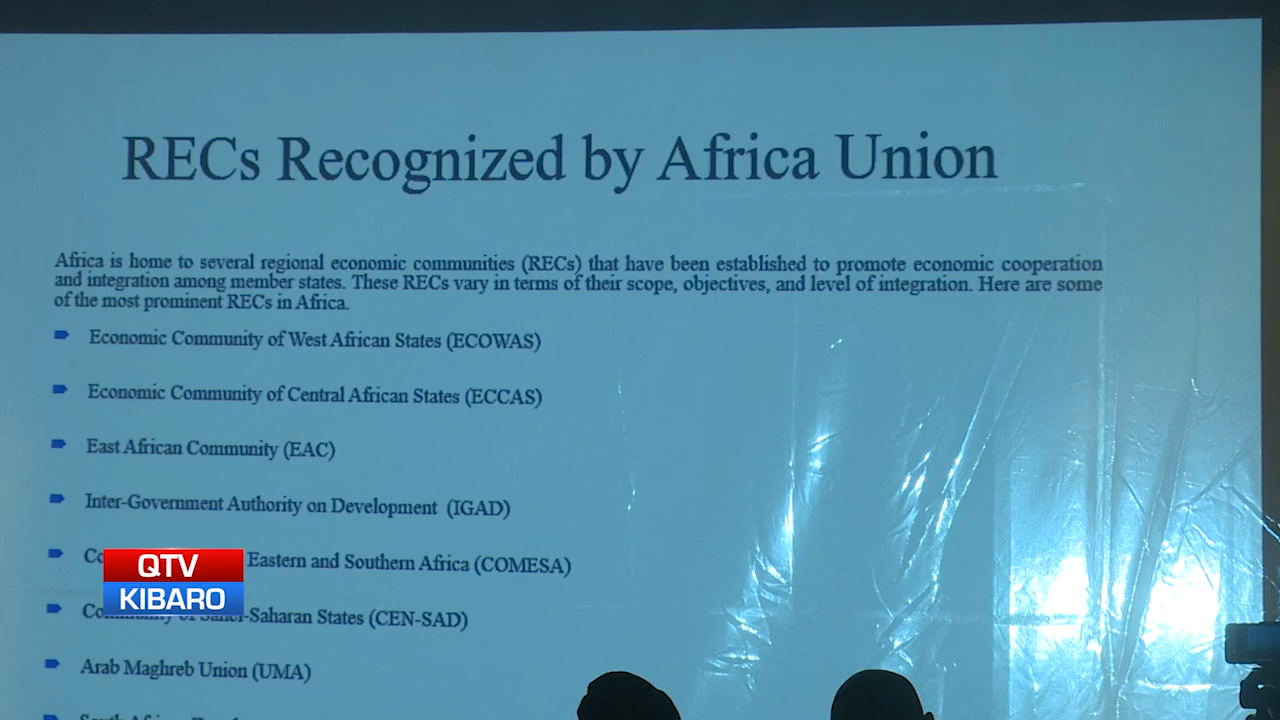 RECs Recognized by Africa Union
Africa is home to several regional economic communities (RECs) that have been established to promote economic cooperation
and integration among member states. These RECs vary in terms of their scope, objectives, and level of integration. Here are some
of the most prominent RECs in Africa.
Economic Community of West African States (ECOWAS)
Economic Community of Central African States (ECCAS)
East African Community (EAC)
Inter-Government Authority on Development (IGAD)
Eastern and Southern Africa (COMESA)
Community of Sahel-Saharan States (CEN-SAD)
Arab Maghreb Union (UMA)
QTV
KIBARO